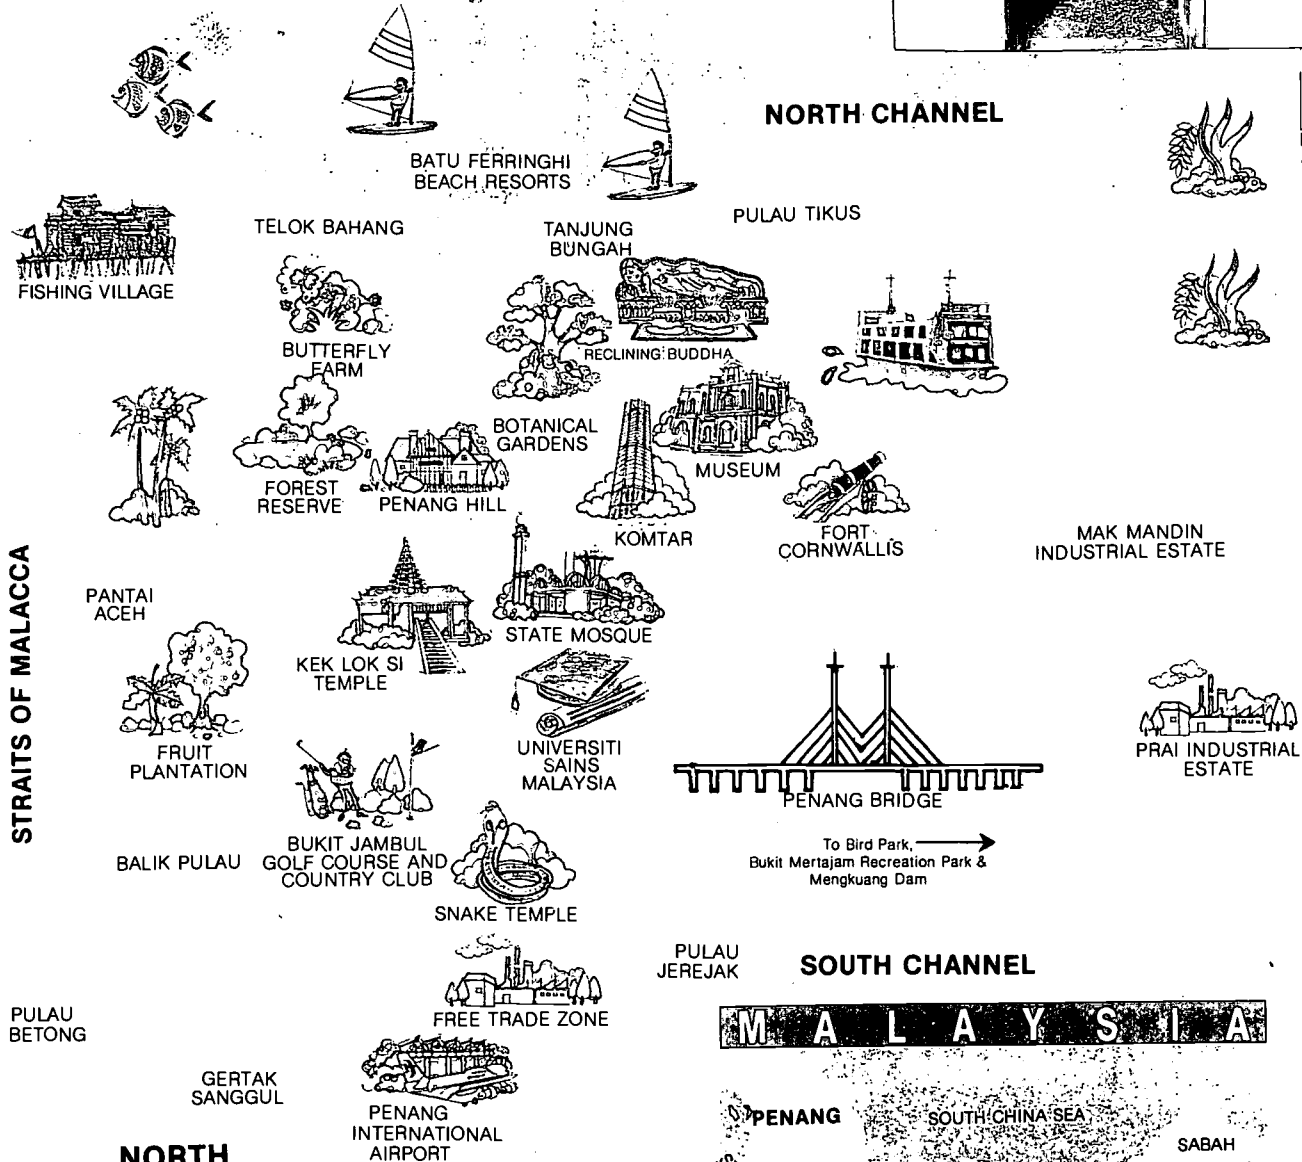 NORTH CHANNEL
BATU FERRINGHI
BEACH RESORTS
PULAU TIKUS
TELOK BAHANG
TANJUNG
BUNGAH
FISHING VILLAGE
BUTTERFLY
FARM
RECLINING BUDDHA
BOTANICAL
GARDENS
MUSEUM
FOREST
RESERVE
PENANG HILL
KOMTAR
FORT
CORNWALLIS
MAK MANDIN
INDUSTRIAL ESTATE
STRAITS OF MALACCA
PANTAI
ACEH
STATE MOSQUE
KEK LOK SI
TEMPLE
FRUIT
PLANTATION
UNIVERSITI
SAINS
MALAYSIA
PRAI INDUSTRIAL
ESTATE
PENANG BRIDGE
To Bird Park,
Bukit Mertajam Recreation Park &
Mengkuang Dam
BALIK PULAU
BUKIT JAMBUL
GOLF COURSE AND
COUNTRY CLUB
SNAKE TEMPLE
PULAU
JEREJAK
SOUTH CHANNEL
FREE TRADE ZONE
PULAU
BETONG
MALAYSIA
GERTAK
SANGGUL
PENANG
INTERNATIONAL
AIRPORT
PENANG
SOUTH CHINA SEA
SABAH
NORTH